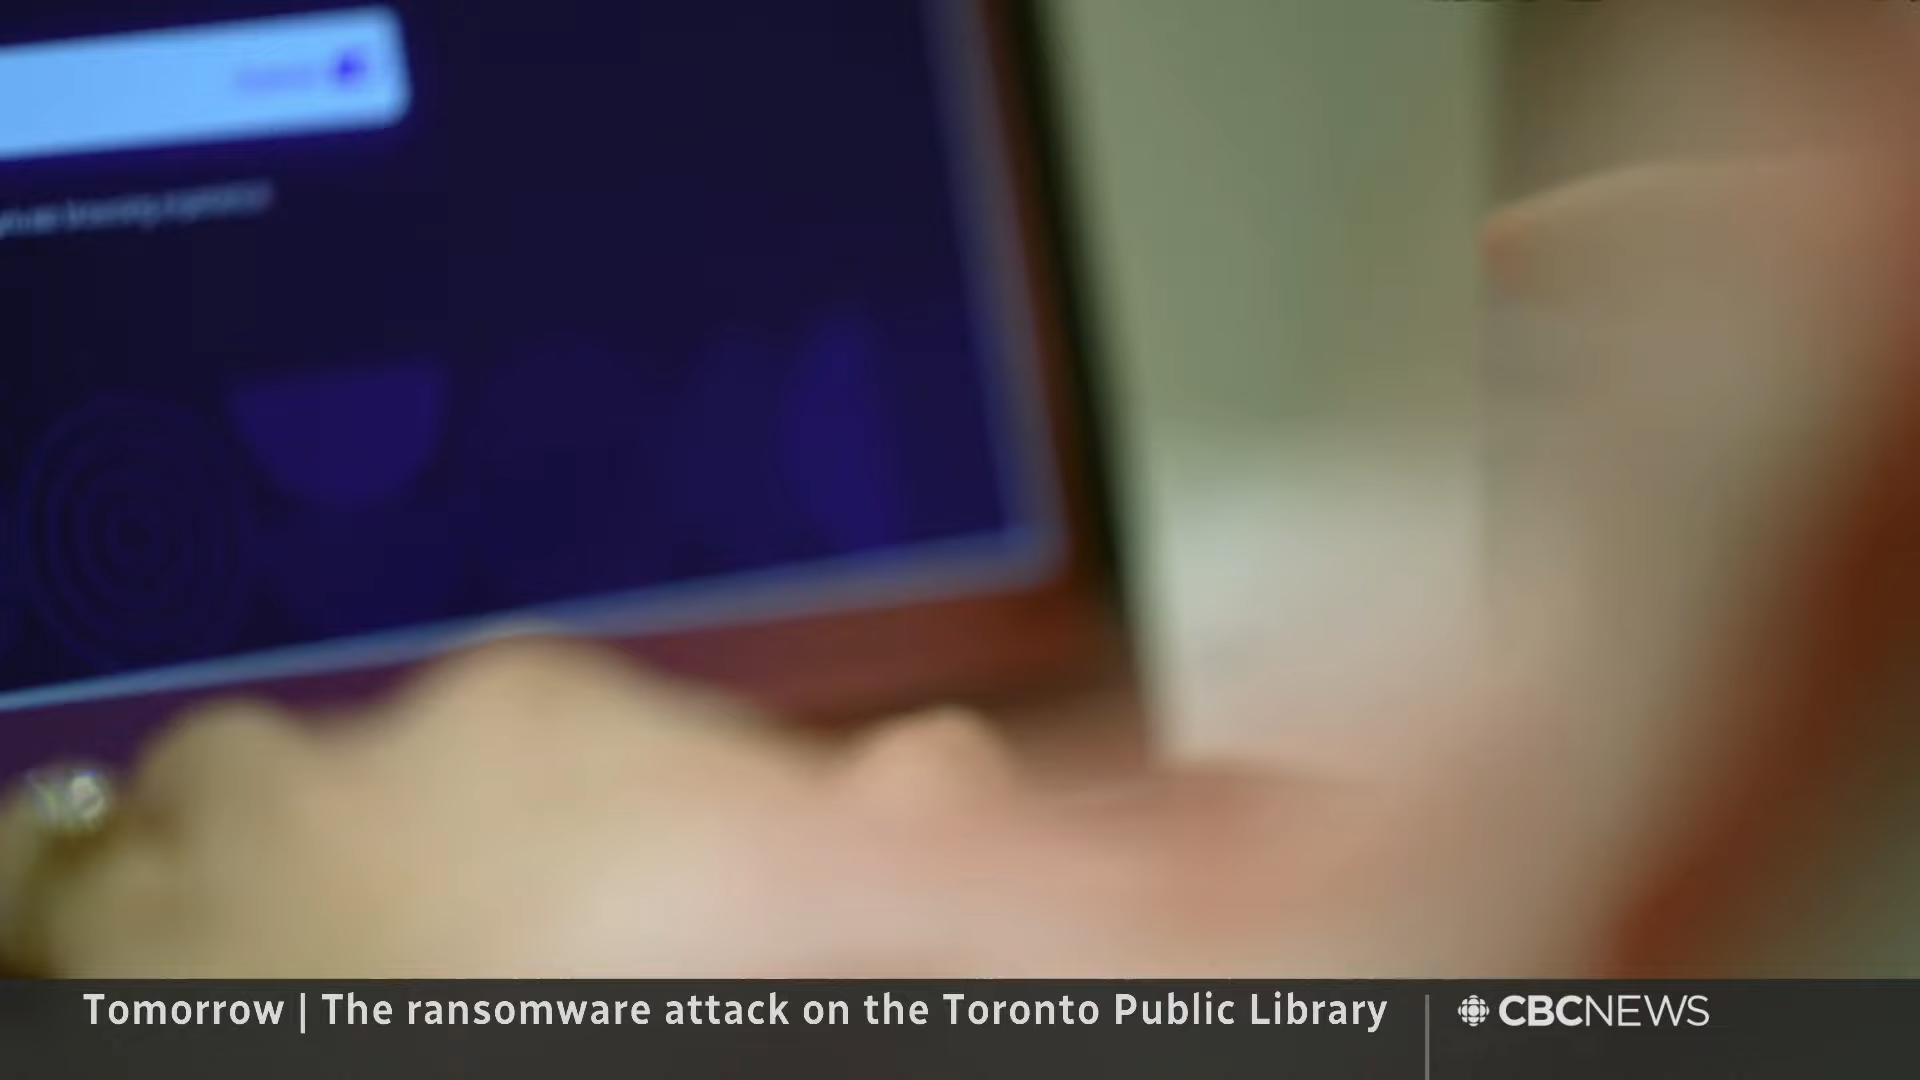 Tomorrow | The ransomware attack on the Toronto Public Library
CBCNEWS